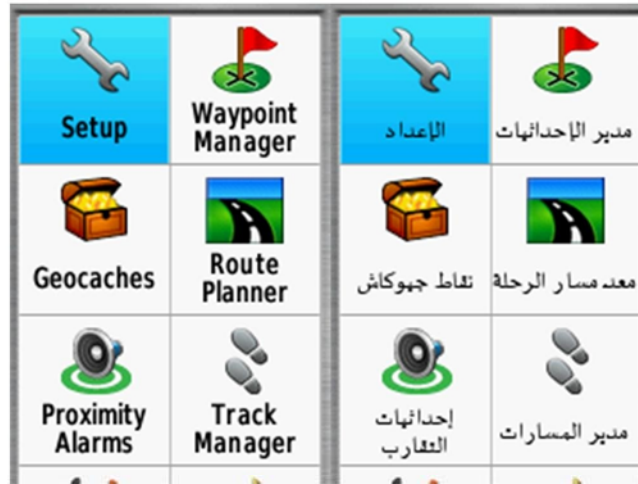 Setup
Waypoint
Manager
Geocaches
Route
Planner
Proximity
Alarms
Track
Manager
الإعداد
مدير الإحداثيات
نقاط جيوكاش
معد مسار الرحلة
إحداثيات
التقارب
مدير المسارات